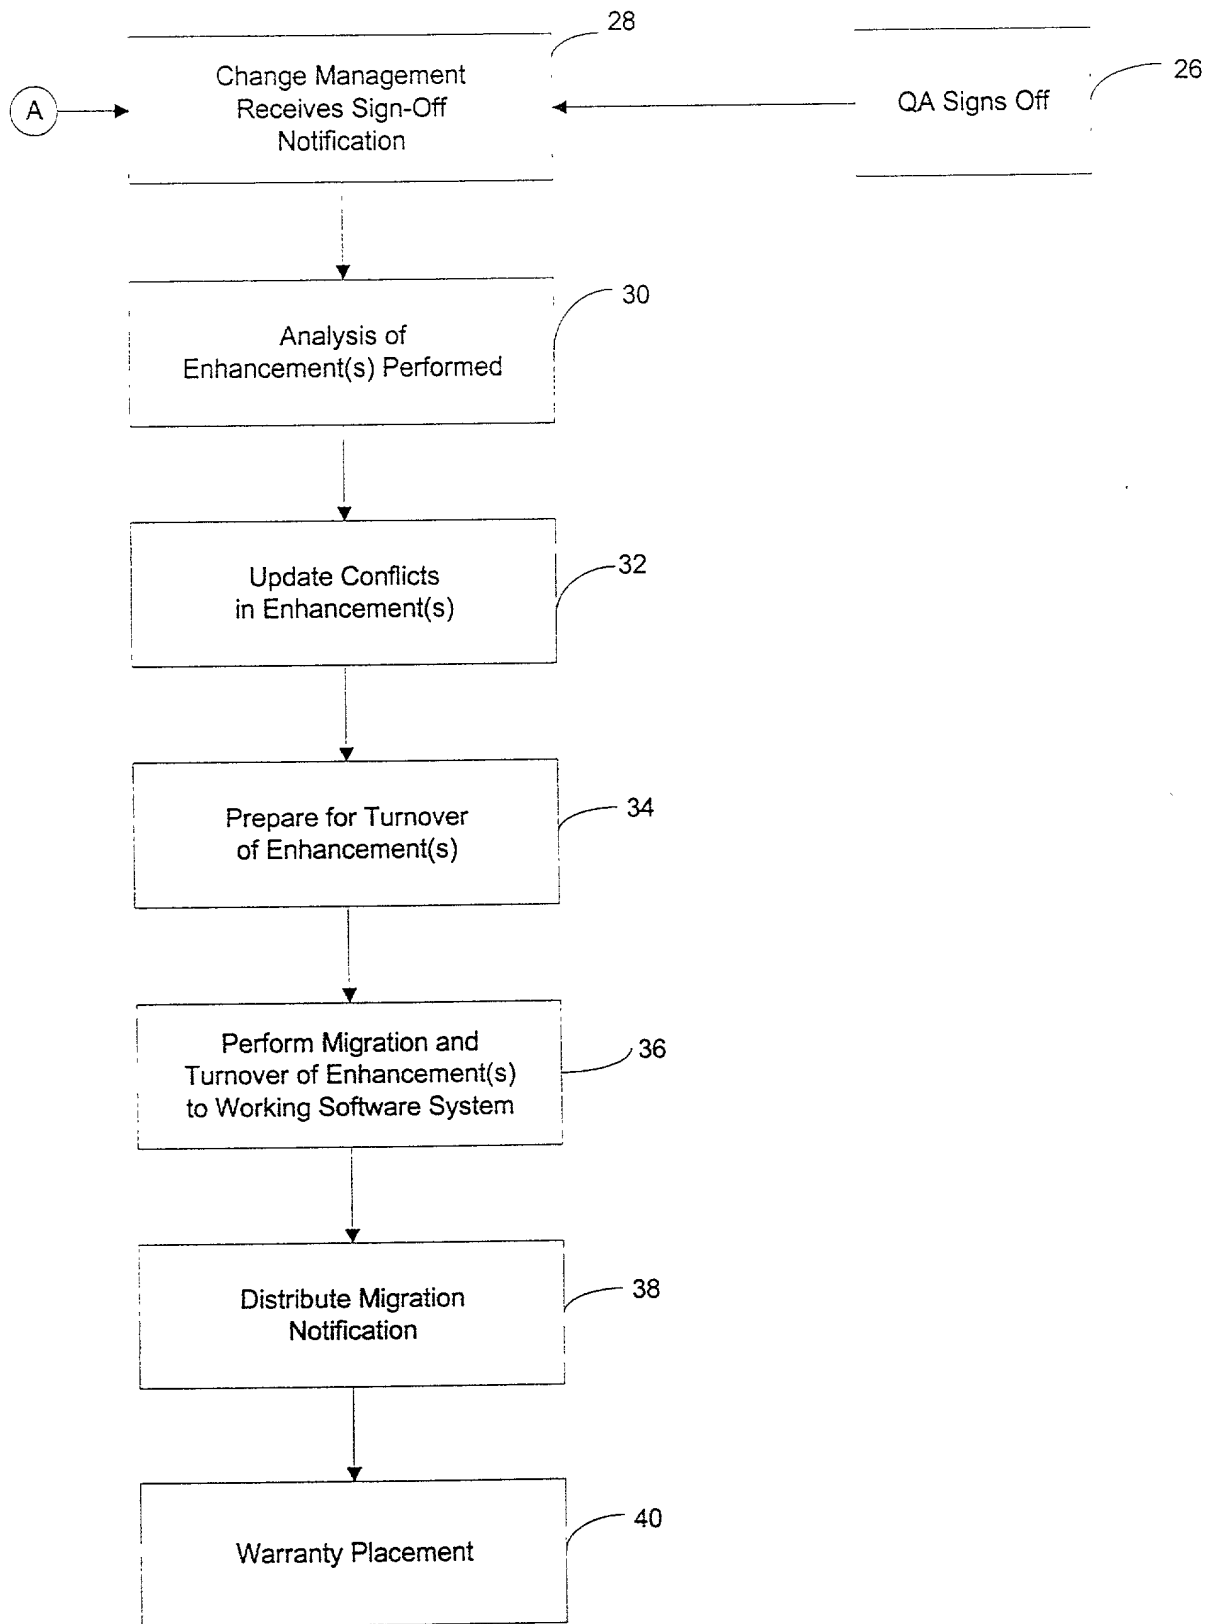 28
Change Management
Receives Sign-Off
Notification
A
QA Signs Off
26
30
Analysis of
Enhancement(s) Performed
32
Update Conflicts
in Enhancement(s)
34
Prepare for Turnover
of Enhancement(s)
36
Perform Migration and
Turnover of Enhancement(s)
to Working Software System
38
Distribute Migration
Notification
40
Warranty Placement